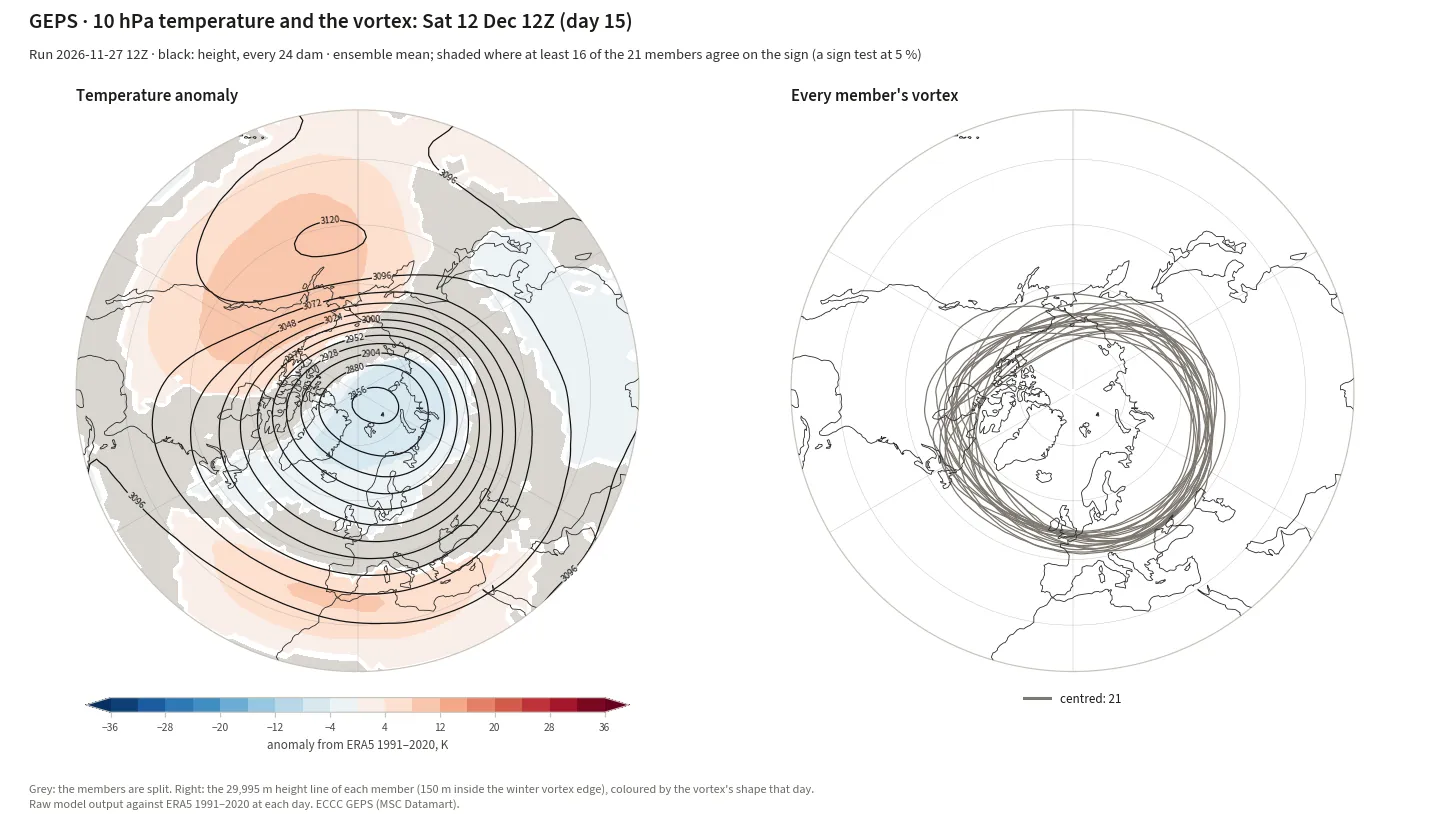 GEPS · 10 hPa temperature and the vortex: Sat 12 Dec 12Z (day 15)
Run 2026-11-27 12Z · black: height, every 24 dam · ensemble mean; shaded where at least 16 of the 21 members agree on the sign (a sign test at 5 %)
Temperature anomaly
Every member's vortex
3096
3120
3096
3072
3024
3000
3048
2952
2976
2928
2904
2880
2856
3096
3096
centred: 21
−36 −28 −20 −12 −4 4 12 20 28 36
anomaly from ERA5 1991–2020, K
Grey: the members are split. Right: the 29,995 m height line of each member (150 m inside the winter vortex edge), coloured by the vortex's shape that day.
Raw model output against ERA5 1991–2020 at each day. ECCC GEPS (MSC Datamart).